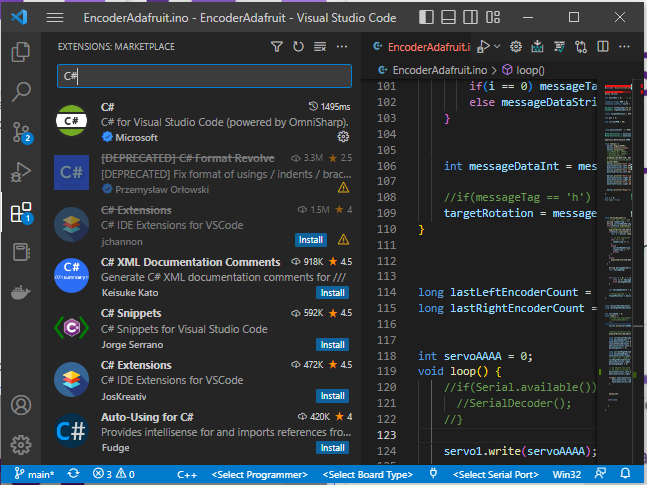 EncoderAdafruit.ino - EncoderAdafruit - Visual Studio Code
EXTENSIONS: MARKETPLACE
C#
C#
1495ms
C# for Visual Studio Code (powered by OmniSharp).
Microsoft
[DEPRECATED] C# Format Revolve
3.3M
2.5
[DEPRECATED] Fix format of usings / indents / brac...
Przemysław Orłowski
C# Extensions
1.5M
4
C# IDE Extensions for VSCode
jchannon
Install
C# XML Documentation Comments
918K
4.5
Generate C# XML documentation comments for ///
Keisuke Kato
Install
C# Snippets
592K
4.5
C# Snippets for Visual Studio Code
Jorge Serrano
Install
C# Extensions
472K
4.5
C# IDE Extensions for VSCode
JosKreativ
Install
Auto-Using for C#
420K
4
Provides intellisense for and imports references fro...
Fudge
Install
2
1
EncoderAdafruit.
EncoderAdafruit.ino > loop()
101 if(i == 0) messageTa
102 else messageDataStri
103 }
104
105
106 int messageDataInt = mes
107
108 //if(messageTag == 'h')
109 targetRotation = message
110 }
111
112
113
114 long lastLeftEncoderCount =
115 long lastRightEncoderCount =
116
117
118 int servoAAAA = 0;
119 void loop() {
120 //if(Serial.available())
121 //SerialDecoder();
122 //}
123
124 servo1.write(servoAAAA);
main* 3 0 C++ <Select Programmer> <Select Board Type> <Select Serial Port> Win32